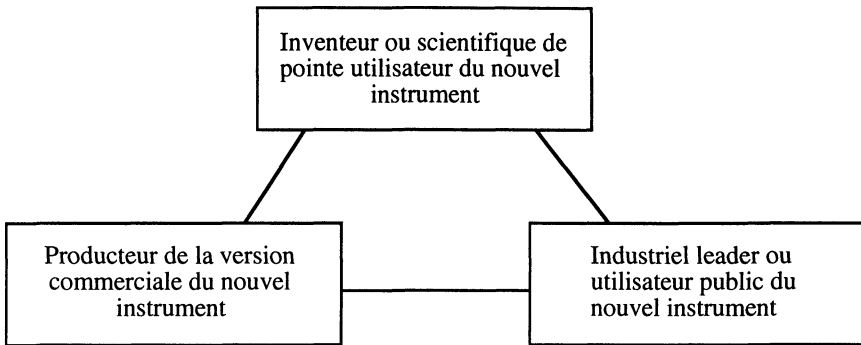 Inventeur ou scientifique de
pointe utilisateur du nouvel
instrument
Producteur de la version
commerciale du nouvel
instrument
Industriel leader ou
utilisateur public du
nouvel instrument